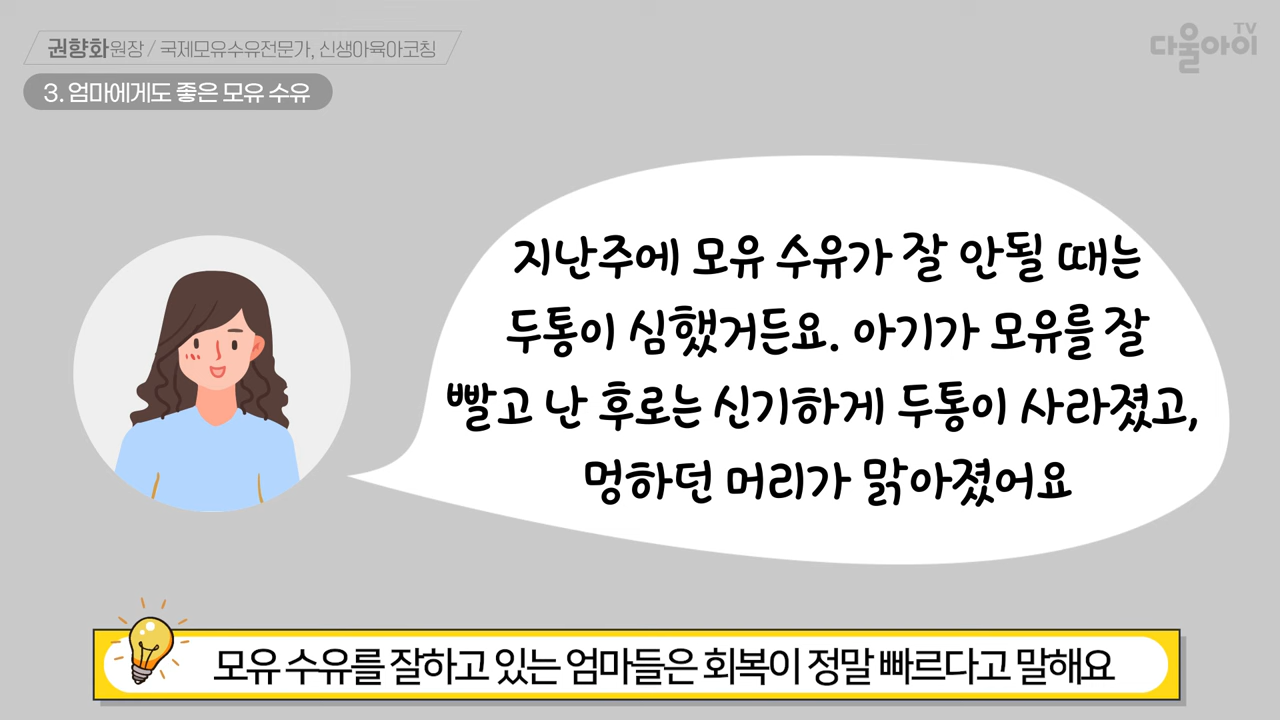 권향화원장 / 국제모유수유전문가, 신생아육아코칭
3. 엄마에게도 좋은 모유 수유
다울아이 TV
지난주에 모유 수유가 잘 안될 때는
두통이 심했거든요. 아기가 모유를 잘
빨고 난 후로는 신기하게 두통이 사라졌고,
멍하던 머리가 맑아졌어요
모유 수유를 잘하고 있는 엄마들은 회복이 정말 빠르다고 말해요